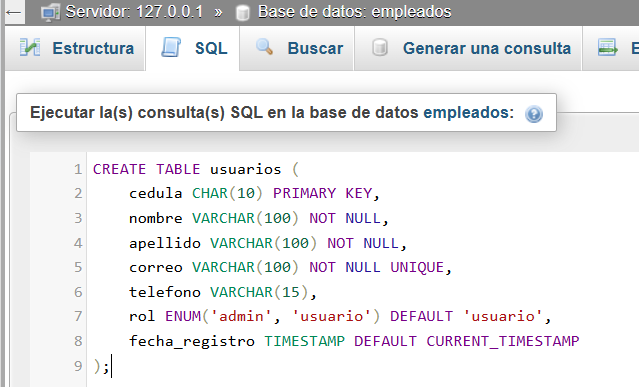 ← Servidor: 127.0.0.1 » Base de datos: empleados
Estructura SQL Buscar Generar una consulta E
Ejecutar la(s) consulta(s) SQL en la base de datos empleados:
1 CREATE TABLE usuarios (
2 cedula CHAR(10) PRIMARY KEY,
3 nombre VARCHAR(100) NOT NULL,
4 apellido VARCHAR(100) NOT NULL,
5 correo VARCHAR(100) NOT NULL UNIQUE,
6 telefono VARCHAR(15),
7 rol ENUM('admin', 'usuario') DEFAULT 'usuario',
8 fecha_registro TIMESTAMP DEFAULT CURRENT_TIMESTAMP
9 );